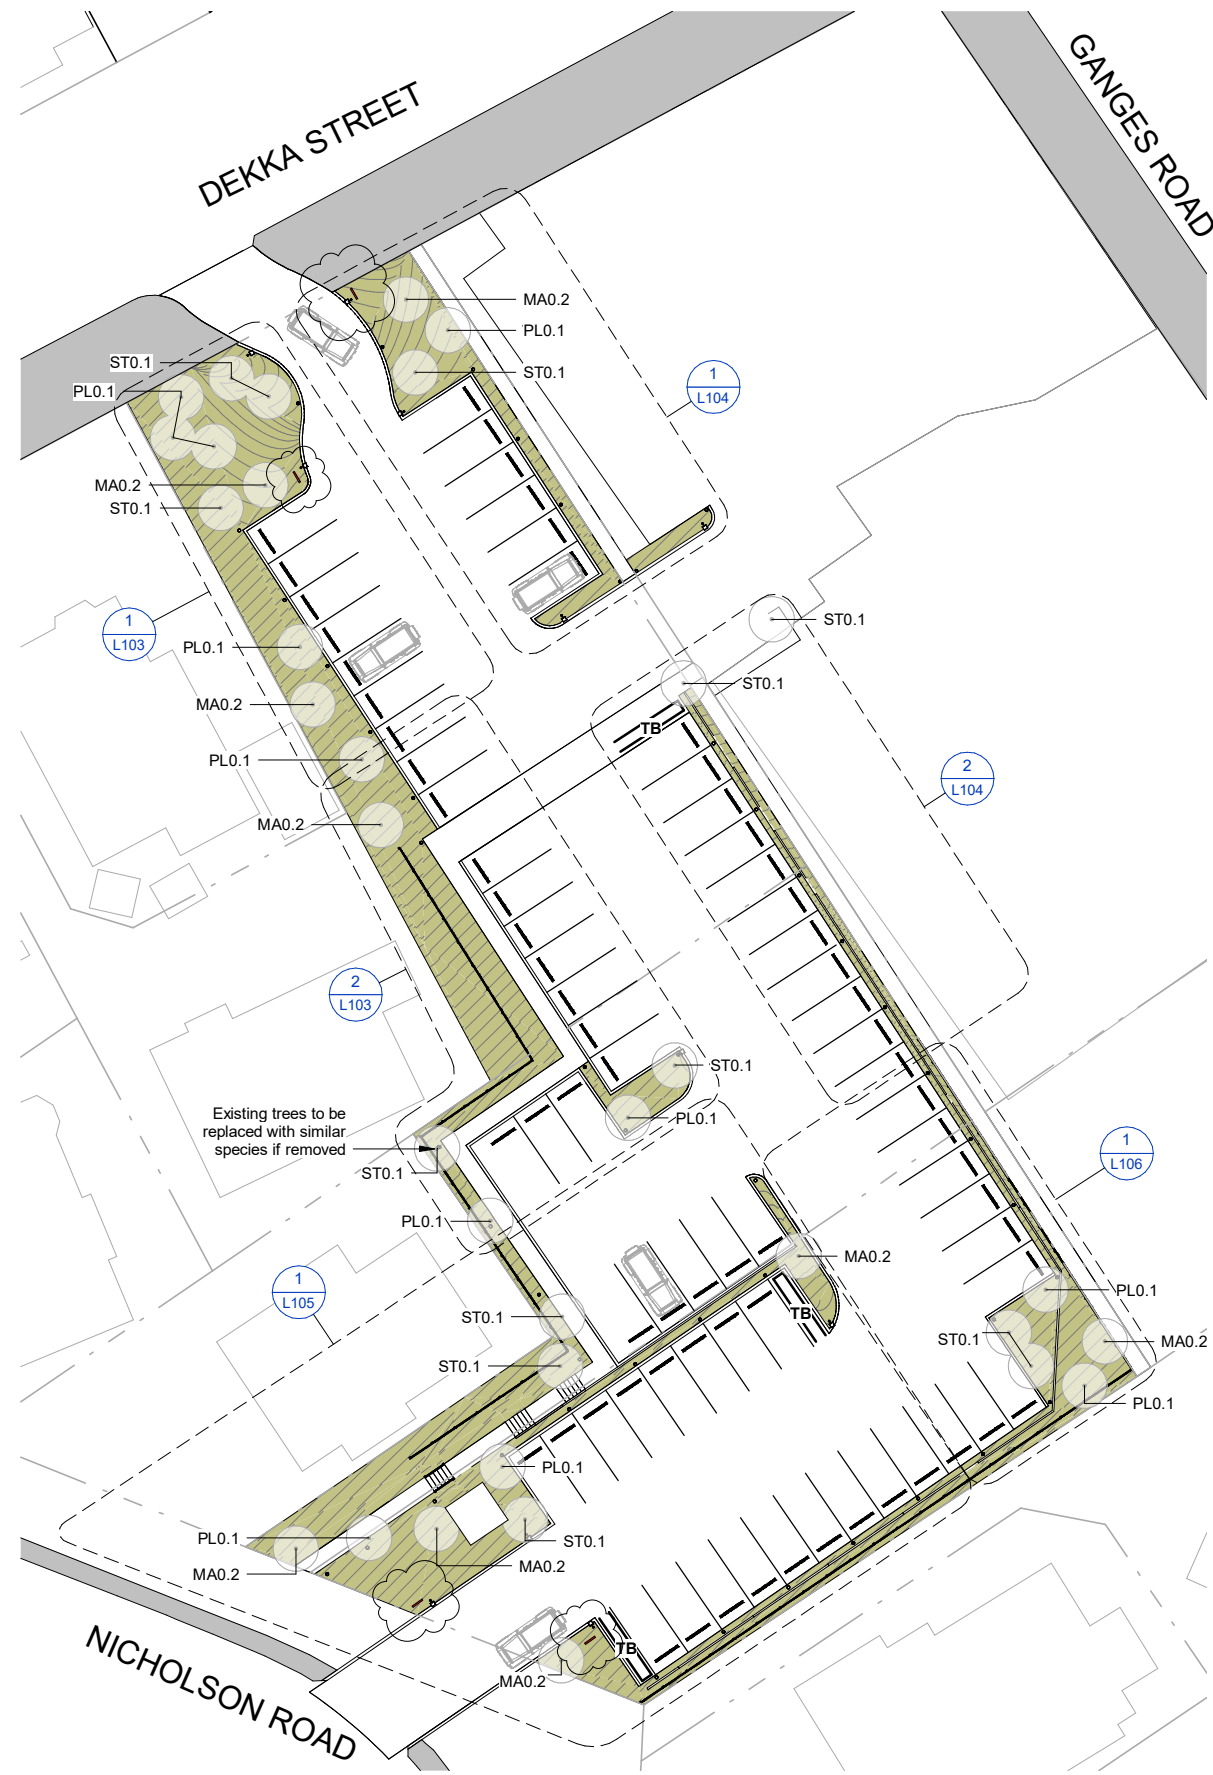 DEKKA STREET
GANGES ROAD
MA0.2
PL0.1
ST0.1
ST0.1
PL0.1
1
L104
MA0.2
ST0.1
1
L103
PL0.1
ST0.1
MA0.2
ST0.1
TB
PL0.1
2
L104
MA0.2
2
L103
ST0.1
PL0.1
Existing trees to be
replaced with similar
species if removed
ST0.1
1
L106
PL0.1
MA0.2
1
L105
PL0.1
TB
ST0.1
ST0.1
MA0.2
ST0.1
PL0.1
PL0.1
PL0.1
ST0.1
MA0.2
MA0.2
TB
MA0.2
NICHOLSON ROAD